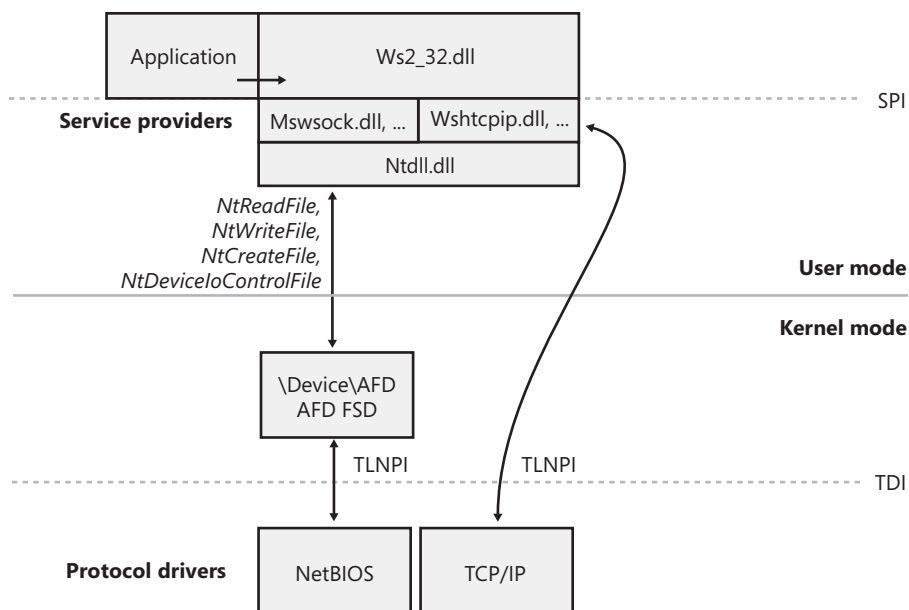 Application
Ws2_32.dll
SPI
Service providers
Mswsock.dll, ...
Wshtcpip.dll, ...
Ntdll.dll
NtReadFile,
NtWriteFile,
NtCreateFile,
NtDeviceIoControlFile
User mode
Kernel mode
\Device\AFD
AFD FSD
TLNPI
TLNPI
TDI
Protocol drivers
NetBIOS
TCP/IP